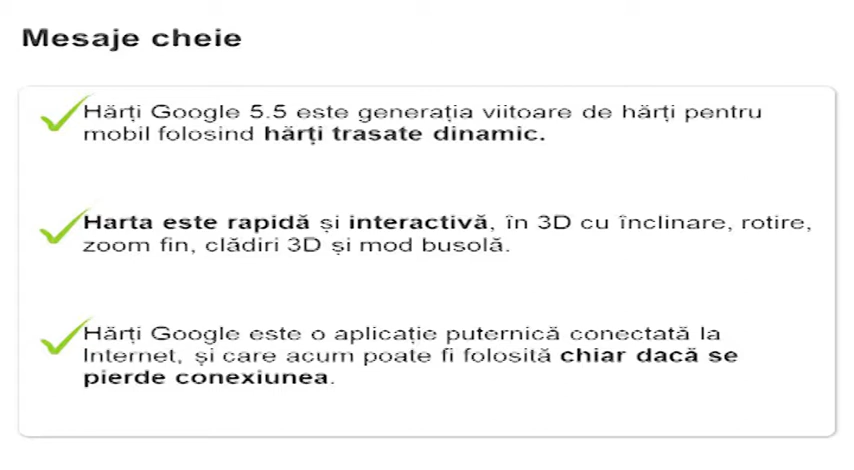 Mesaje cheie
Hărți Google 5.5 este generația viitoare de hărți pentru
mobil folosind hărți trasate dinamic.
Harta este rapidă și interactivă, în 3D cu înclinare, rotire,
zoom fin, clădiri 3D și mod busolă.
Hărți Google este o aplicație puternică conectată la
Internet, și care acum poate fi folosită chiar dacă se
pierde conexiunea.